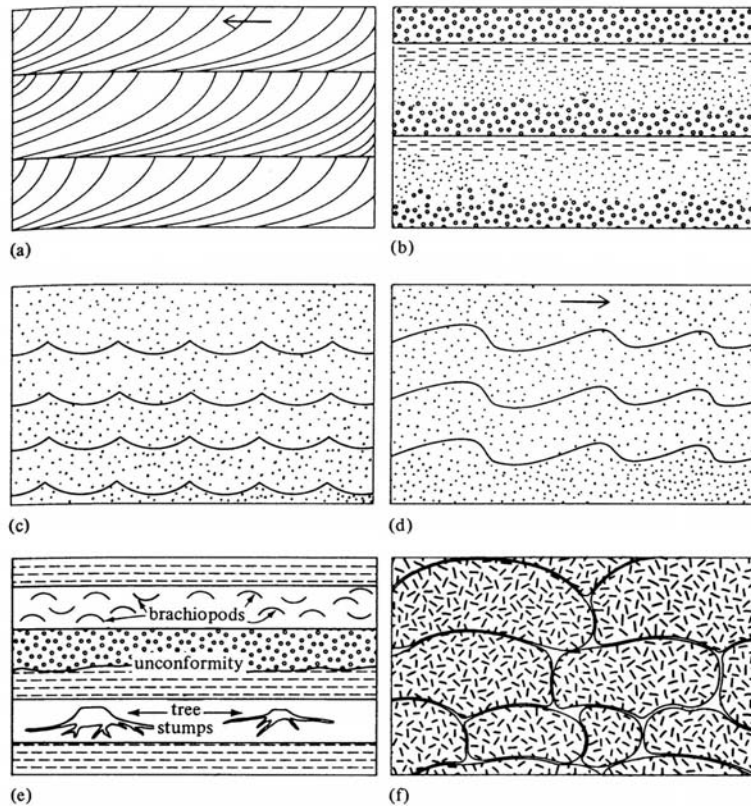 (a)
(b)
(c)
(d)
brachiopods
unconformity
tree
stumps
(e)
(f)